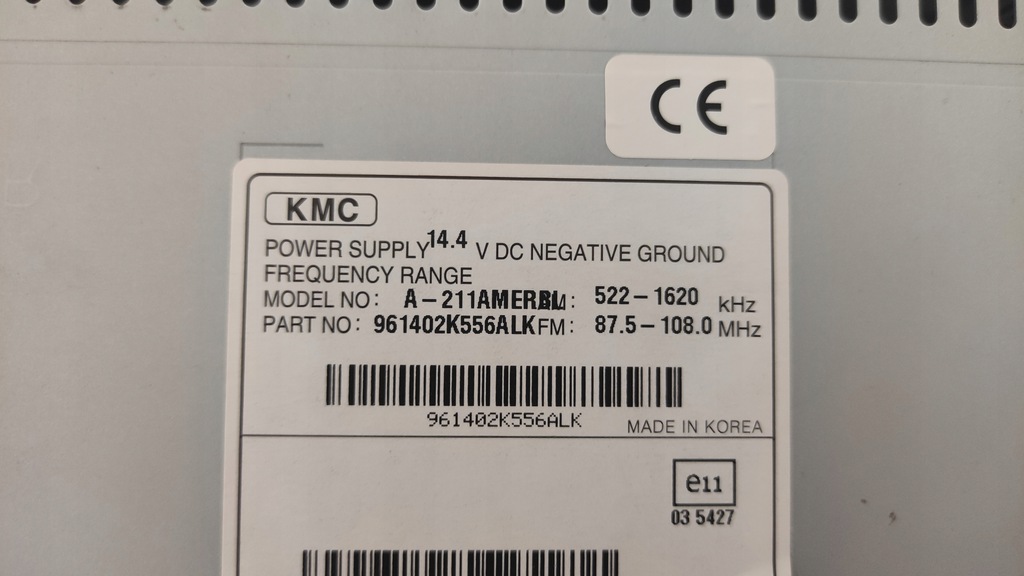 CE
KMC
POWER SUPPLY 14.4 V DC NEGATIVE GROUND
FREQUENCY RANGE
MODEL NO: A-211AMERBL : 522-1620 kHz
PART NO: 961402K556ALK FM: 87.5-108.0 MHz
961402K556ALK
MADE IN KOREA
e11
03 5427